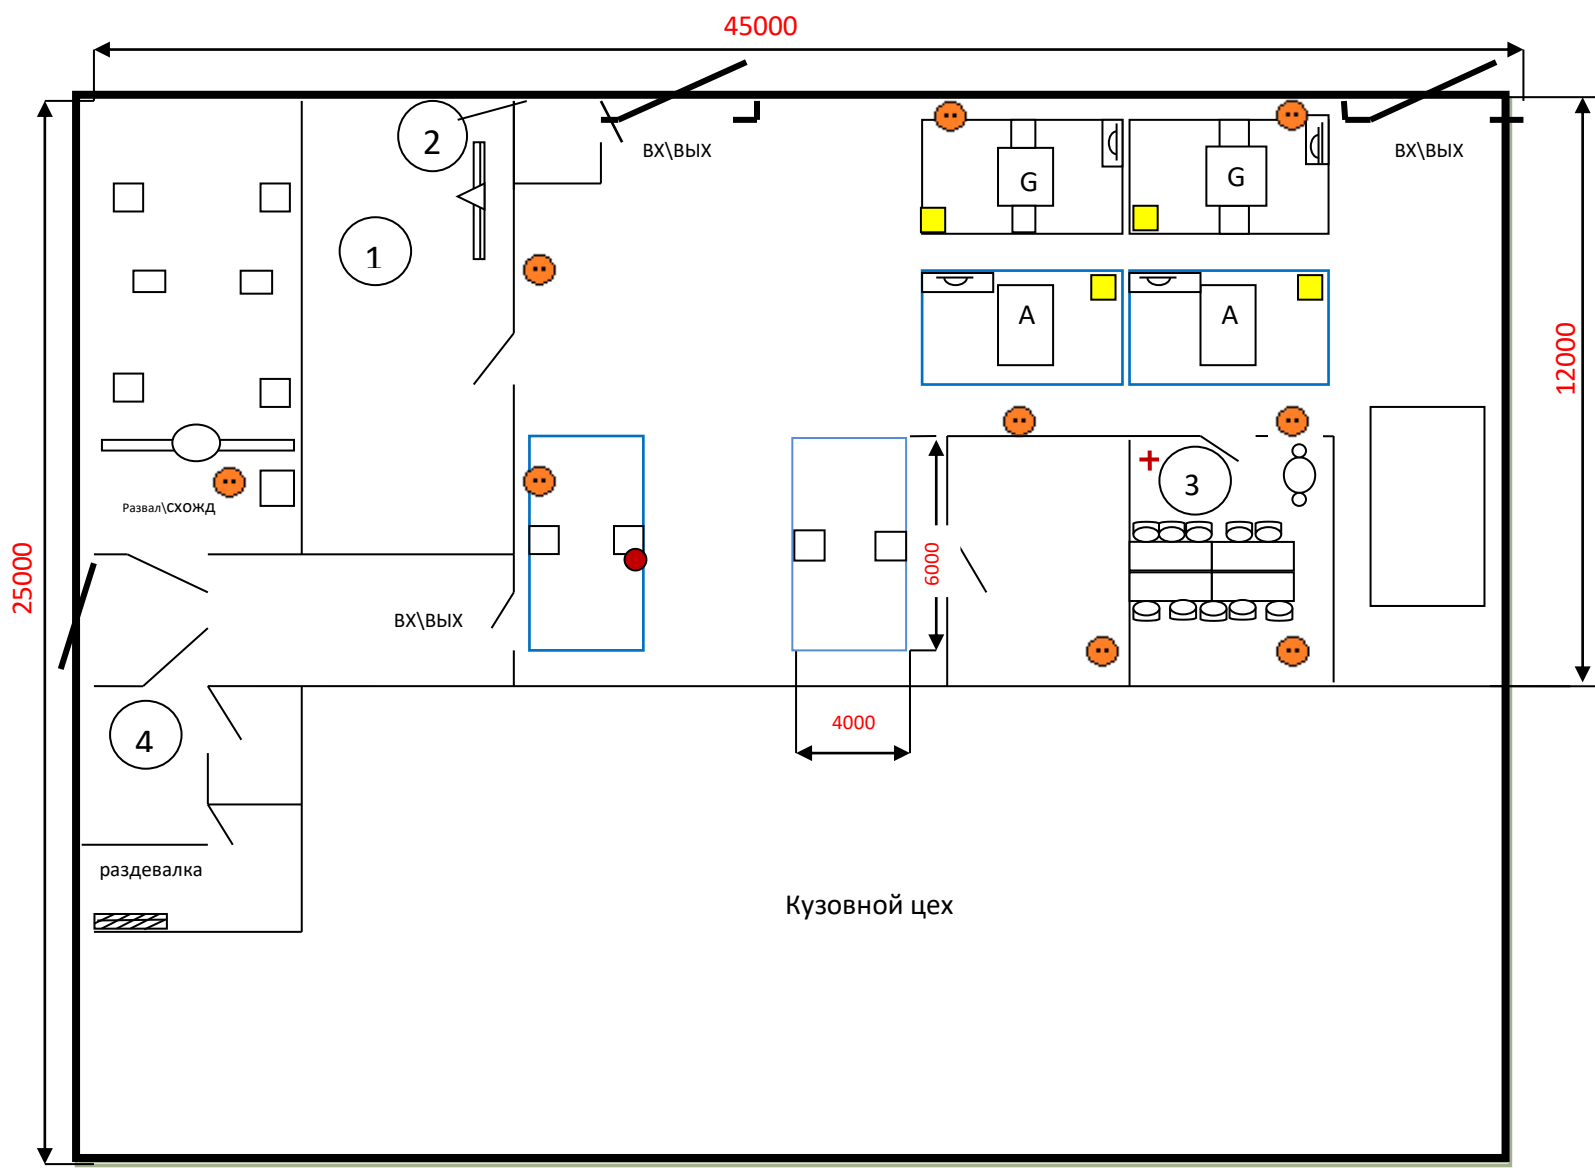 45000
2
ВХ\ВЫХ
ВХ\ВЫХ
G
G
1
A
A
12000
3
Развал\СХОЖД
25000
6000
ВХ\ВЫХ
4000
4
раздевалка
Кузовной цех